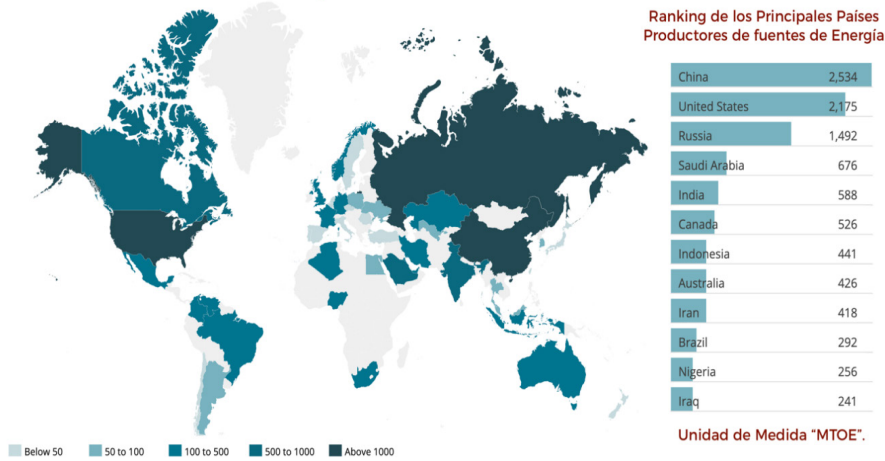 Ranking de los Principales Países
Productores de fuentes de Energía
China 2,534
United States 2,175
Russia 1,492
Saudi Arabia 676
India 588
Canada 526
Indonesia 441
Australia 426
Iran 418
Brazil 292
Nigeria 256
Iraq 241
Unidad de Medida “MTOE”.
Below 50 50 to 100 100 to 500 500 to 1000 Above 1000